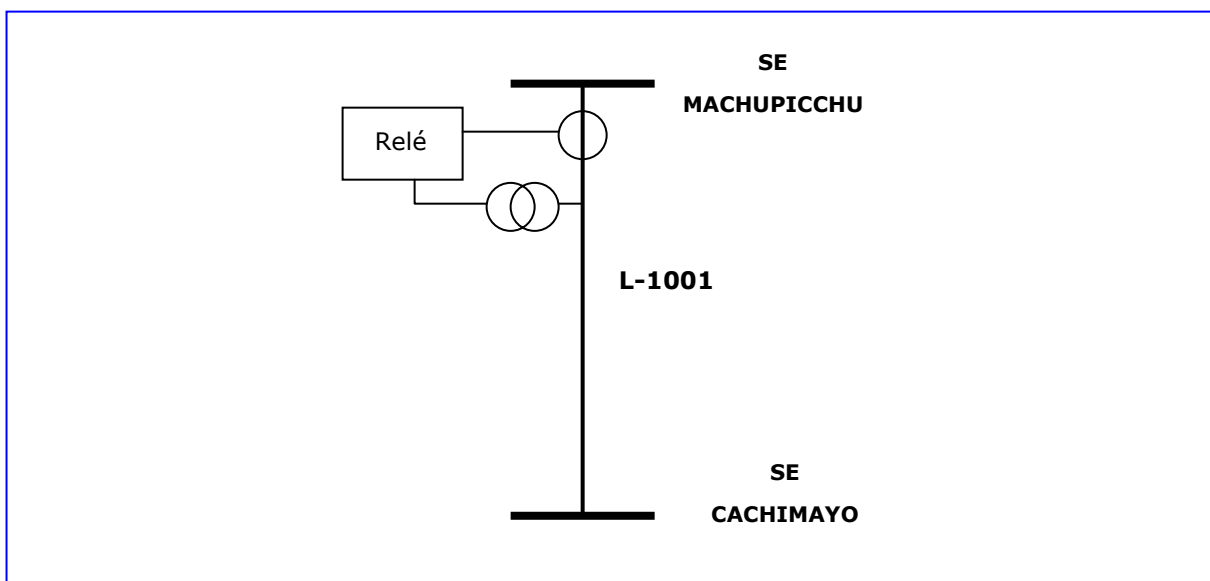 SE
MACHUPICCHU
Relé
L-1001
SE
CACHIMAYO